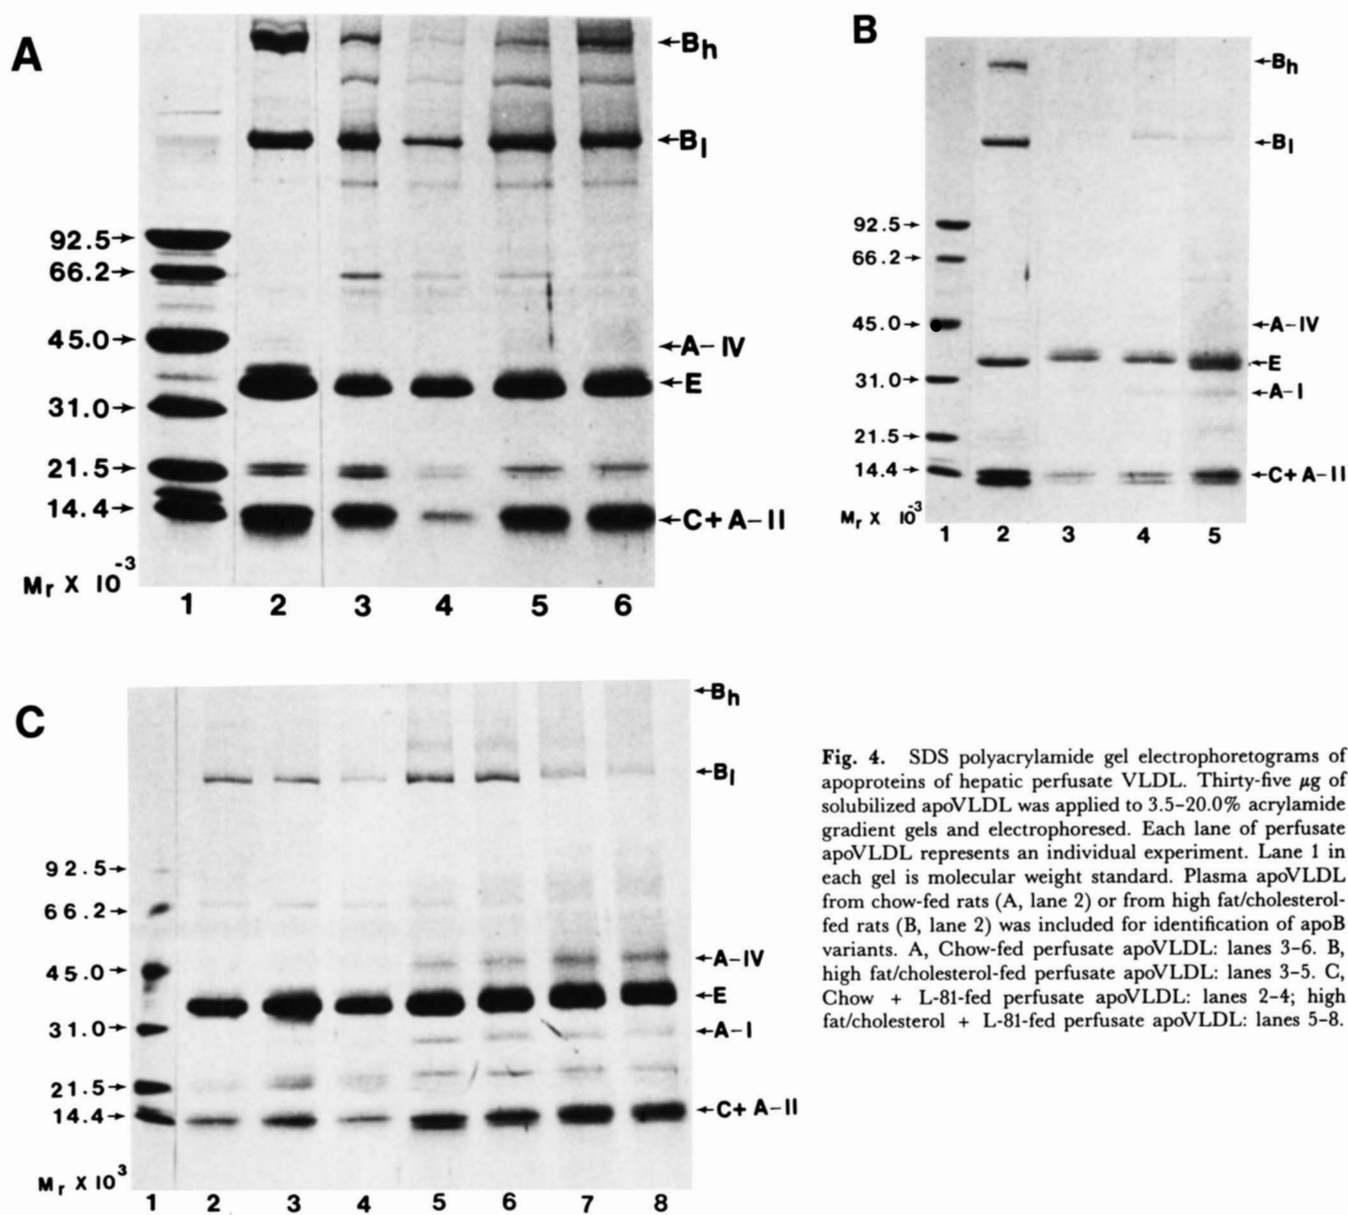 A
←Bh
←Bl
92.5→
66.2→
45.0→
←A-IV
←E
31.0→
21.5→
14.4→
←C+A-II
Mr X 10-3
1 2 3 4 5 6
B
←Bh
←Bl
92.5→
66.2→
45.0→
←A-IV
←E
31.0→
←A-I
21.5→
14.4→
←C+A-II
Mr X 10-3
1 2 3 4 5
C
←Bh
←Bl
92.5→
66.2→
←A-IV
45.0→
←E
31.0→
←A-I
21.5→
14.4→
←C+A-II
Mr X 103
1 2 3 4 5 6 7 8
Fig. 4. SDS polyacrylamide gel electrophoretograms of
apoproteins of hepatic perfusate VLDL. Thirty-five μg of
solubilized apoVLDL was applied to 3.5-20.0% acrylamide
gradient gels and electrophoresed. Each lane of perfusate
apoVLDL represents an individual experiment. Lane 1 in
each gel is molecular weight standard. Plasma apoVLDL
from chow-fed rats (A, lane 2) or from high fat/cholesterol-
fed rats (B, lane 2) was included for identification of apoB
variants. A, Chow-fed perfusate apoVLDL: lanes 3-6. B,
high fat/cholesterol-fed perfusate apoVLDL: lanes 3-5. C,
Chow + L-81-fed perfusate apoVLDL: lanes 2-4; high
fat/cholesterol + L-81-fed perfusate apoVLDL: lanes 5-8.